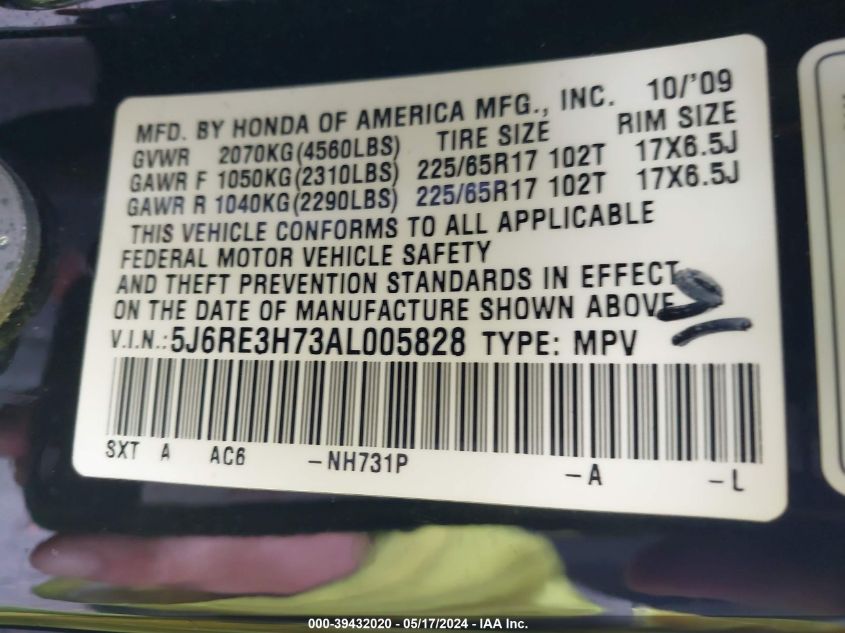 MFD. BY HONDA OF AMERICA MFG., INC. 10/'09
GVWR 2070KG(4560LBS) TIRE SIZE RIM SIZE
GAWR F 1050KG(2310LBS) 225/65R17 102T 17X6.5J
GAWR R 1040KG(2290LBS) 225/65R17 102T 17X6.5J
THIS VEHICLE CONFORMS TO ALL APPLICABLE
FEDERAL MOTOR VEHICLE SAFETY
AND THEFT PREVENTION STANDARDS IN EFFECT
ON THE DATE OF MANUFACTURE SHOWN ABOVE
V.I.N.:5J6RE3H73AL005828 TYPE: MPV
SXT A AC6 -NH731P -A -L
000-39432020 - 05/17/2024 - IAA Inc.